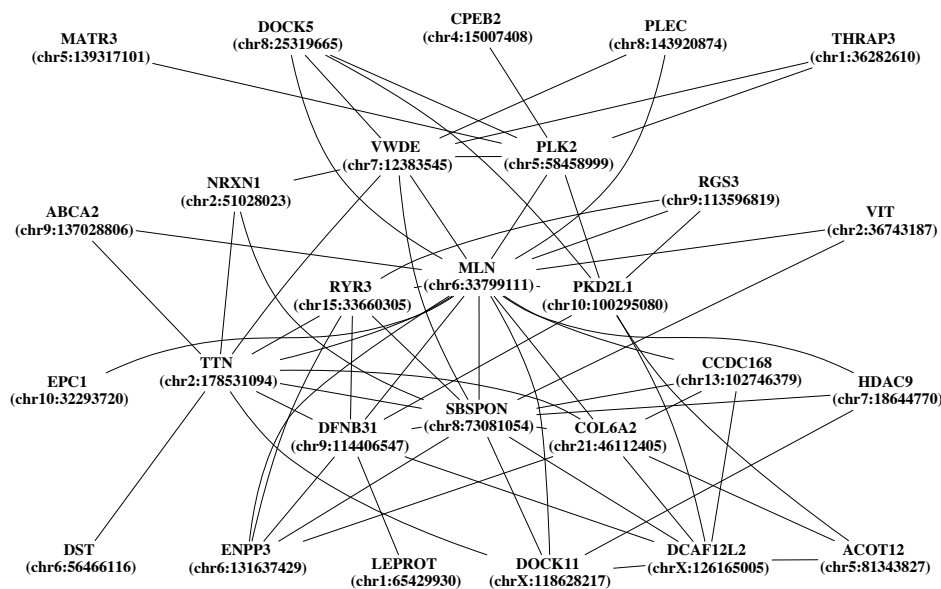 MATR3
(chr5:139317101)
DOCK5
(chr8:25319665)
CPEB2
(chr4:15007408)
PLEC
(chr8:143920874)
THRAP3
(chr1:36282610)
VWDE
(chr7:12383545)
PLK2
(chr5:58458999)
NRXN1
(chr2:51028023)
RGS3
(chr9:113596819)
ABCA2
(chr9:137028806)
VIT
(chr2:36743187)
MLN
(chr6:33799111)
RYR3
(chr15:33660305)
PKD2L1
(chr10:100295080)
EPC1
(chr10:32293720)
TTN
(chr2:178531094)
CCDC168
(chr13:102746379)
HDAC9
(chr7:18644770)
SBSPON
(chr8:73081054)
DFNB31
(chr9:114406547)
COL6A2
(chr21:46112405)
DST
(chr6:56466116)
ENPP3
(chr6:131637429)
LEPROT
(chr1:65429930)
DOCK11
(chrX:118628217)
DCAF12L2
(chrX:126165005)
ACOT12
(chr5:81343827)